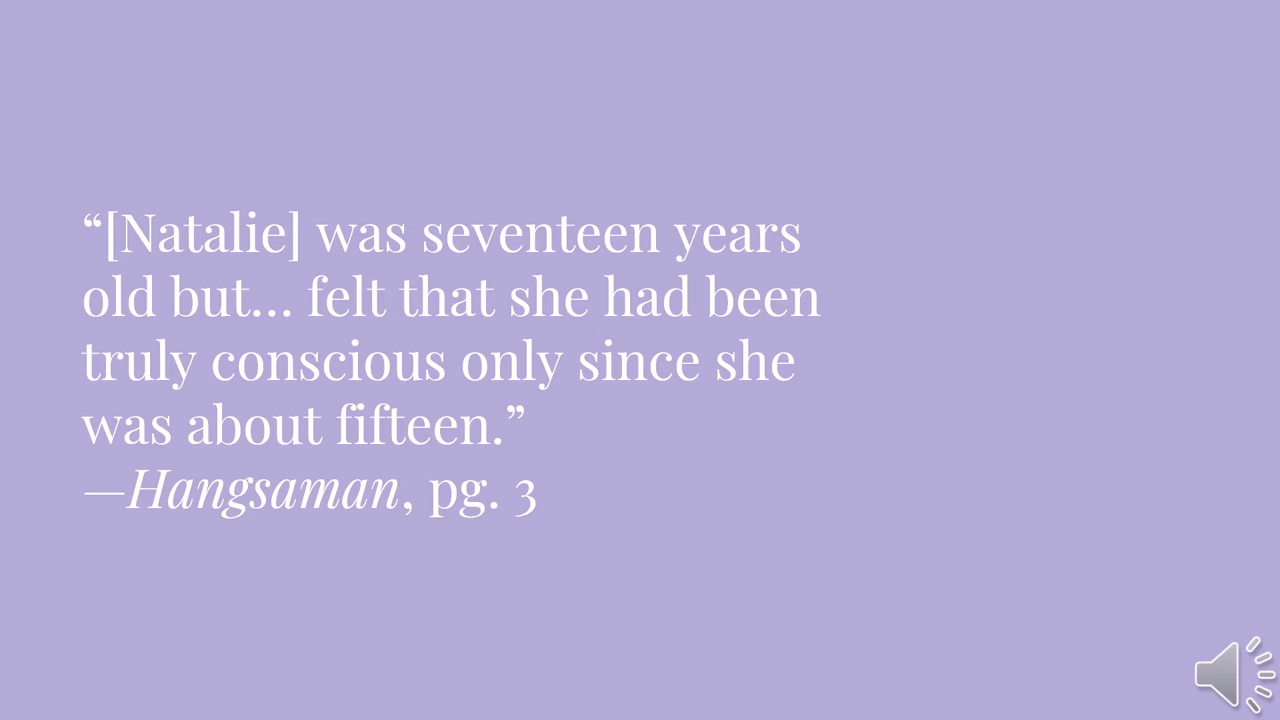 “[Natalie] was seventeen years
old but… felt that she had been
truly conscious only since she
was about fifteen.”
—Hangsaman, pg. 3